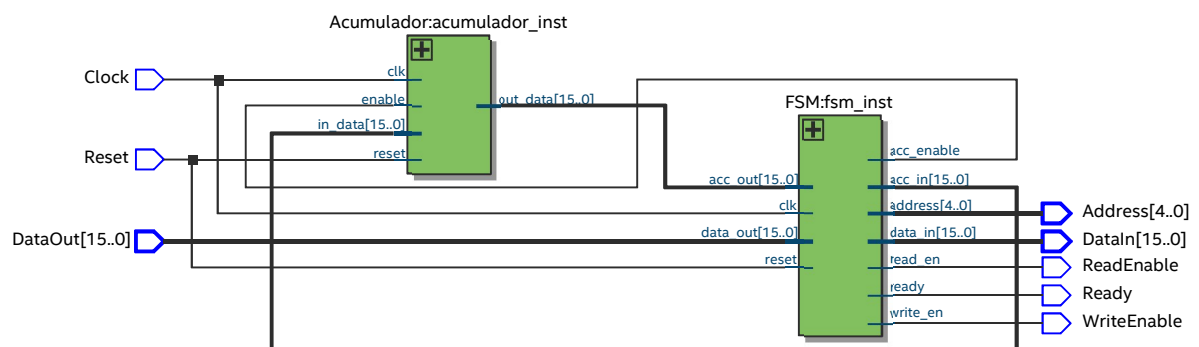 Acumulador:acumulador_inst
Clock
clk
enable
out_data[15..0]
in_data[15..0]
Reset
reset
FSM:fsm_inst
acc_enable
acc_out[15..0]
acc_in[15..0]
clk
address[4..0]
Address[4..0]
DataOut[15..0]
data_out[15..0]
data_in[15..0]
DataIn[15..0]
reset
read_en
ReadEnable
ready
Ready
write_en
WriteEnable